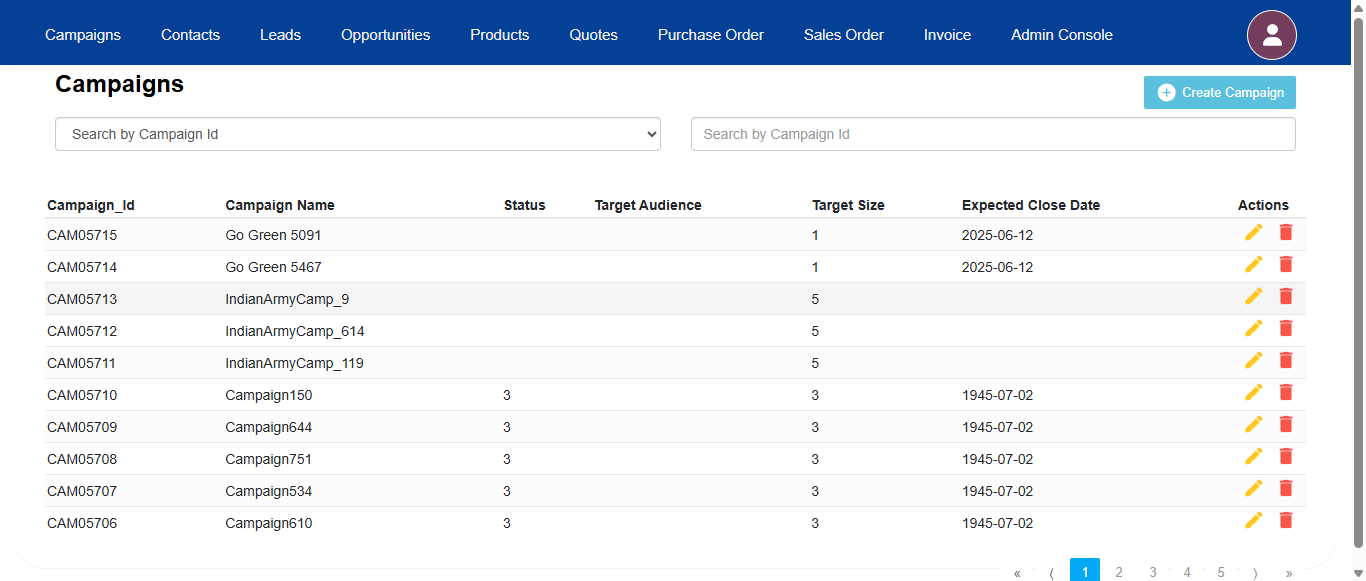 Campaigns Contacts Leads Opportunities Products Quotes Purchase Order Sales Order Invoice Admin Console
Campaigns
Create Campaign
Search by Campaign Id Search by Campaign Id
Campaign_Id Campaign Name Status Target Audience Target Size Expected Close Date Actions
CAM05715 Go Green 5091 1 2025-06-12
CAM05714 Go Green 5467 1 2025-06-12
CAM05713 IndianArmyCamp_9 5
CAM05712 IndianArmyCamp_614 5
CAM05711 IndianArmyCamp_119 5
CAM05710 Campaign150 3 3 1945-07-02
CAM05709 Campaign644 3 3 1945-07-02
CAM05708 Campaign751 3 3 1945-07-02
CAM05707 Campaign534 3 3 1945-07-02
CAM05706 Campaign610 3 3 1945-07-02
« ⟨ 1 2 3 4 5 ⟩ »